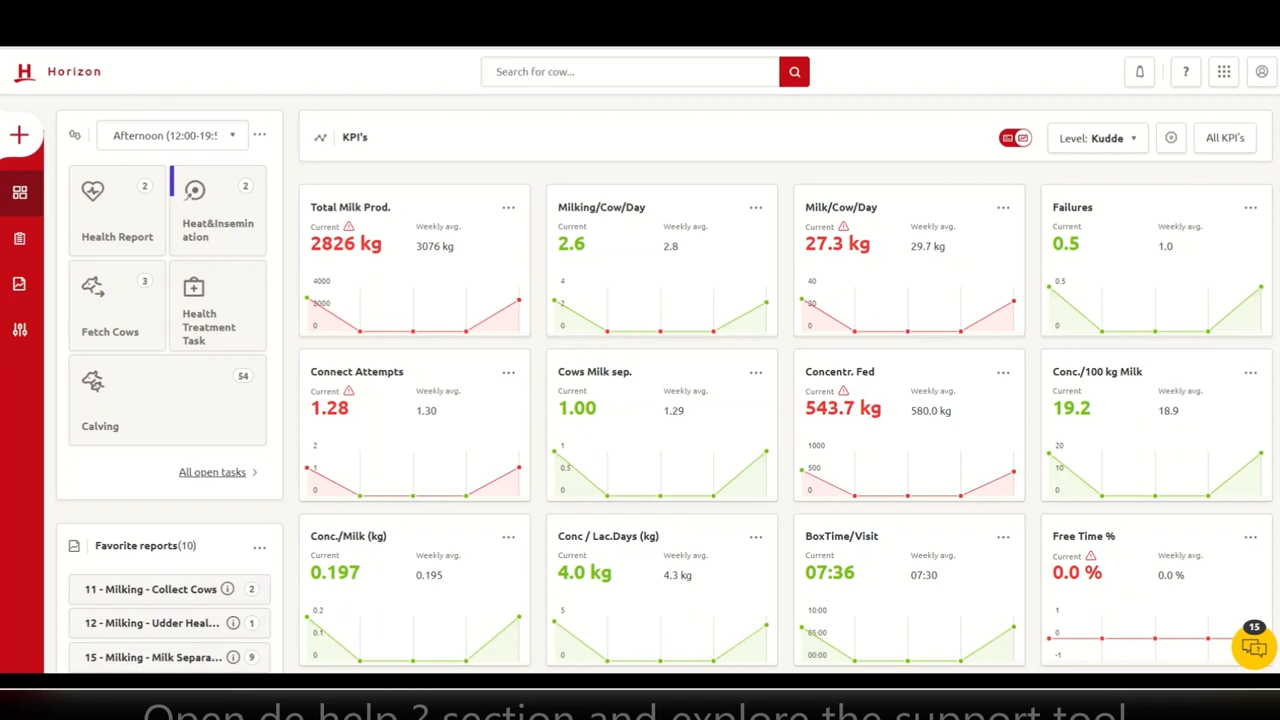 Horizon
Search for cow...
?
Afternoon (12:00-19:5
KPI's
Level: Kudde
All KPI's
2
Health Report
2
Heat&Insemin
ation
3
Fetch Cows
Health
Treatment
Task
54
Calving
All open tasks
Favorite reports(10)
11 - Milking - Collect Cows
2
12 - Milking - Udder Heal...
1
15 - Milking - Milk Separa...
9
Total Milk Prod.
Current
Weekly avg.
2826 kg
3076 kg
4000
2000
0
Milking/Cow/Day
Current
Weekly avg.
2.6
2.8
4
2
0
Milk/Cow/Day
Current
Weekly avg.
27.3 kg
29.7 kg
40
20
0
Failures
Current
Weekly avg.
0.5
1.0
0.5
0
Connect Attempts
Current
Weekly avg.
1.28
1.30
2
1
0
Cows Milk sep.
Current
Weekly avg.
1.00
1.29
1
0.5
0
Concentr. Fed
Current
Weekly avg.
543.7 kg
580.0 kg
1000
500
0
Conc./100 kg Milk
Current
Weekly avg.
19.2
18.9
20
10
0
Conc./Milk (kg)
Current
Weekly avg.
0.197
0.195
0.2
0.1
0
Conc / Lac.Days (kg)
Current
Weekly avg.
4.0 kg
4.3 kg
5
0
BoxTime/Visit
Current
Weekly avg.
07:36
07:30
10:00
05:00
00:00
Free Time %
Current
Weekly avg.
0.0 %
0.0 %
1
0
-1
15
Open de help ? section and explore the support tool